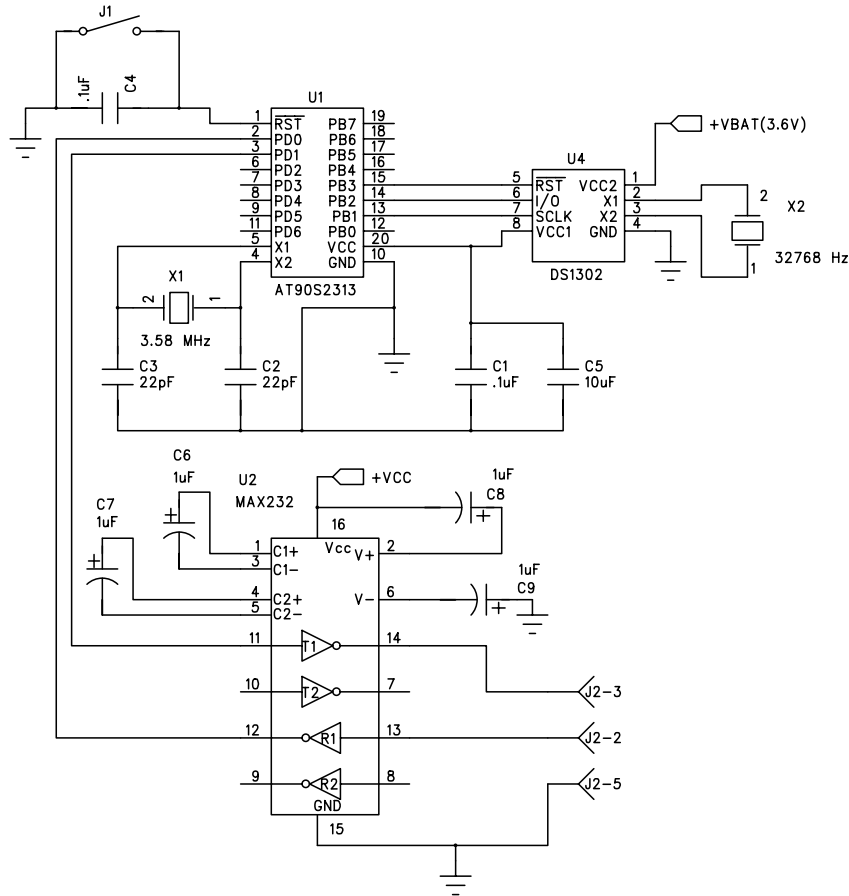 J1
.1uF
C4
U1
1 RST PB7 19
2 PD0 PB6 18
3 PD1 PB5 17
6 PD2 PB4 16
7 PD3 PB3 15
8 PD4 PB2 14
9 PD5 PB1 13
11 PD6 PB0 12
5 X1 VCC 20
4 X2 GND 10
AT90S2313
U4
5 RST VCC2 1
6 I/O X1 2
7 SCLK X2 3
8 VCC1 GND 4
DS1302
+VBAT(3.6V)
2
X2
32768 Hz
1
X1
2 1
3.58 MHz
C3
22pF
C2
22pF
C1
.1uF
C5
10uF
C6
1uF
C7
1uF
U2
MAX232
+VCC
1uF
C8
+
16
Vcc
1 C1+ V+ 2
3 C1-
4 C2+ V- 6
5 C2-
+
+
1uF
C9
+
11 T1 14
10 T2 7
12 R1 13
9 R2 8
GND
15
J2-3
J2-2
J2-5